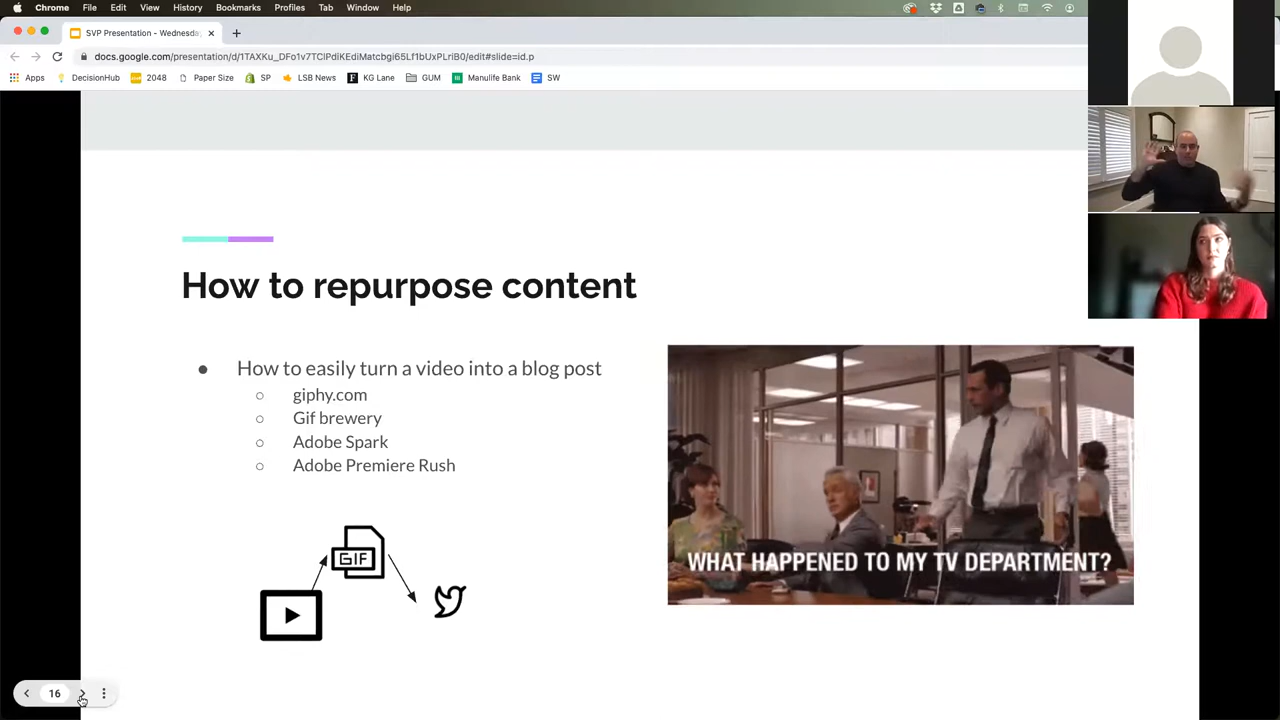 Chrome File Edit View History Bookmarks Profiles Tab Window Help
SVP Presentation - Wednesda
docs.google.com/presentation/d/1TAXKu_DFo1v7TClPdiKEdiMatcbgi65Lf1bUxPLriB0/edit#slide=id.p
Apps DecisionHub 2048 Paper Size SP LSB News KG Lane GUM Manulife Bank SW
How to repurpose content
How to easily turn a video into a blog post
giphy.com
Gif brewery
Adobe Spark
Adobe Premiere Rush
WHAT HAPPENED TO MY TV DEPARTMENT?
GIF
16